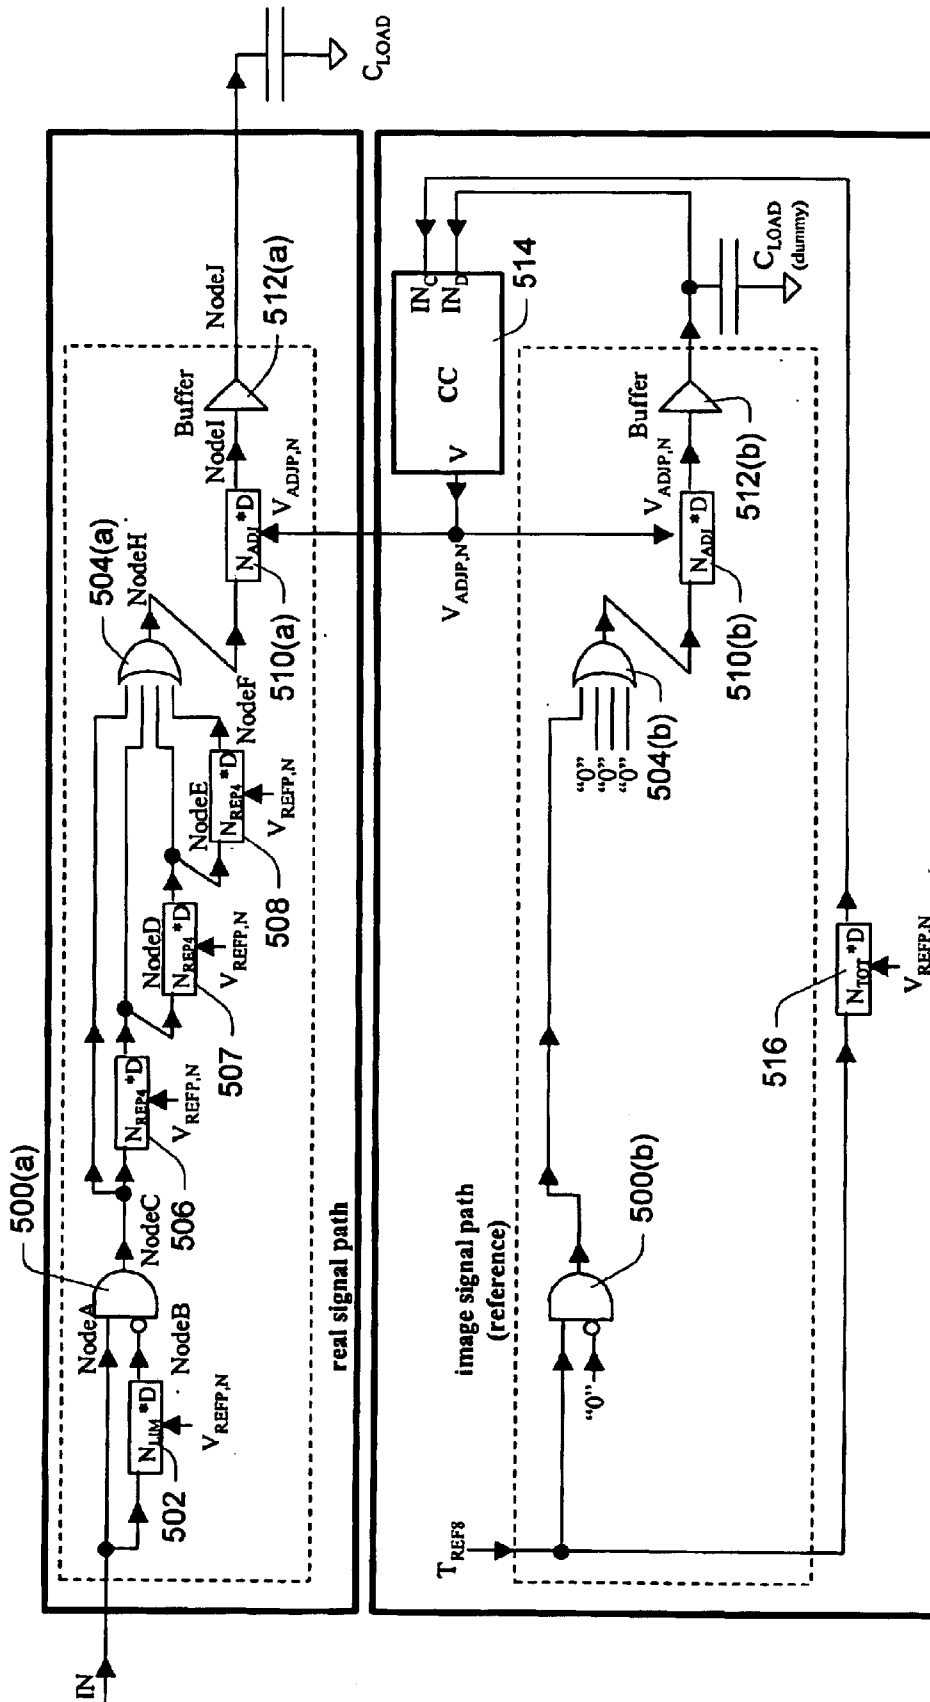 IN
NodeA
N_LIM *D
502
V_REFP,N
NodeB
500(a)
NodeC
N_REP4 *D
506
V_REFP,N
NodeD
N_REP4 *D
507
V_REFP,N
NodeE
N_REP4 *D
508
V_REFP,N
NodeF
504(a)
NodeH
N_ADJ *D
510(a)
V_ADJP,N
NodeI
Buffer
512(a)
NodeJ
C_LOAD
real signal path
T_REF8
image signal path
(reference)
"0"
500(b)
"0"
"0"
"0"
504(b)
V_ADJP,N
N_ADJ *D
510(b)
V_ADJP,N
Buffer
512(b)
V
CC
IN_C
IN_D
514
C_LOAD
(dummy)
516
N_TOT *D
V_REFP,N